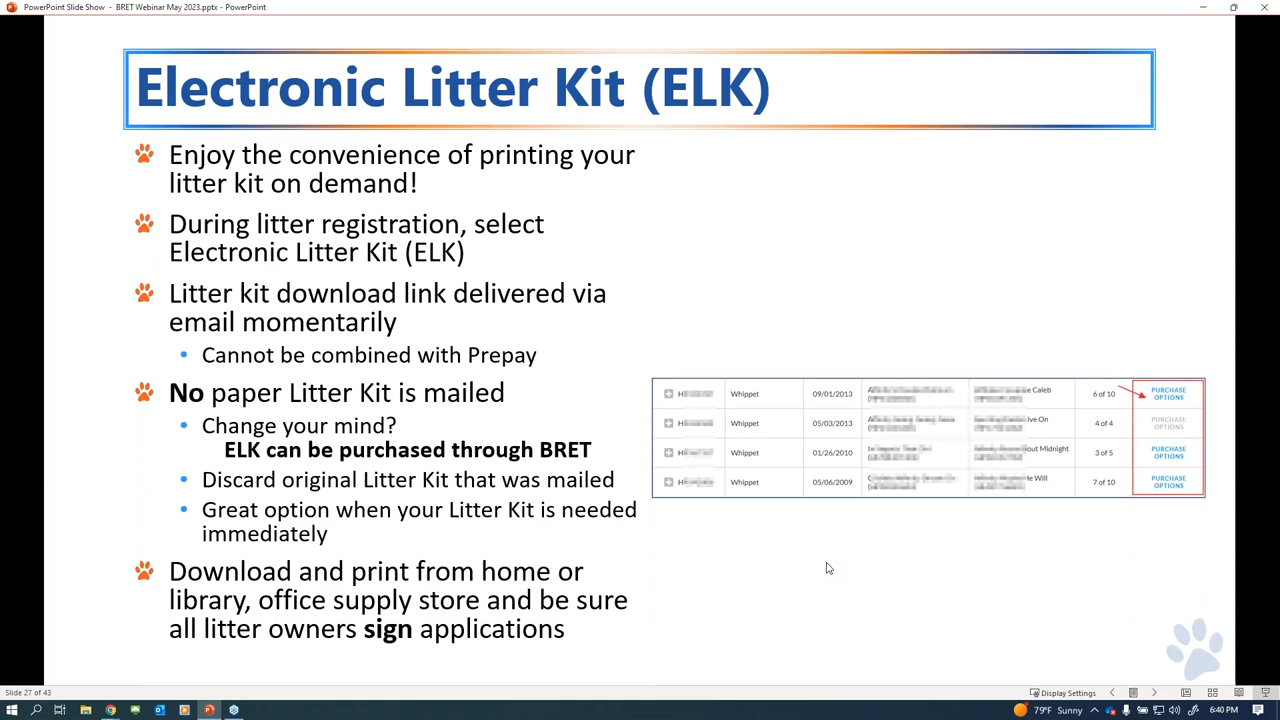 PowerPoint Slide Show - BRET Webinar May 2023.pptx - PowerPoint
Electronic Litter Kit (ELK)
Enjoy the convenience of printing your
litter kit on demand!
During litter registration, select
Electronic Litter Kit (ELK)
Litter kit download link delivered via
email momentarily
• Cannot be combined with Prepay
No paper Litter Kit is mailed
• Change your mind?
ELK can be purchased through BRET
• Discard original Litter Kit that was mailed
• Great option when your Litter Kit is needed
immediately
Download and print from home or
library, office supply store and be sure
all litter owners sign applications
H Whippet 09/01/2013 Caleb 6 of 10 PURCHASE
OPTIONS
H Whippet 05/03/2013 On 4 of 4 PURCHASE
OPTIONS
H Whippet 01/26/2010 Midnight 3 of 5 PURCHASE
OPTIONS
H Whippet 05/06/2009 Will 7 of 10 PURCHASE
OPTIONS
Slide 27 of 43
Display Settings
79°F Sunny
6:40 PM